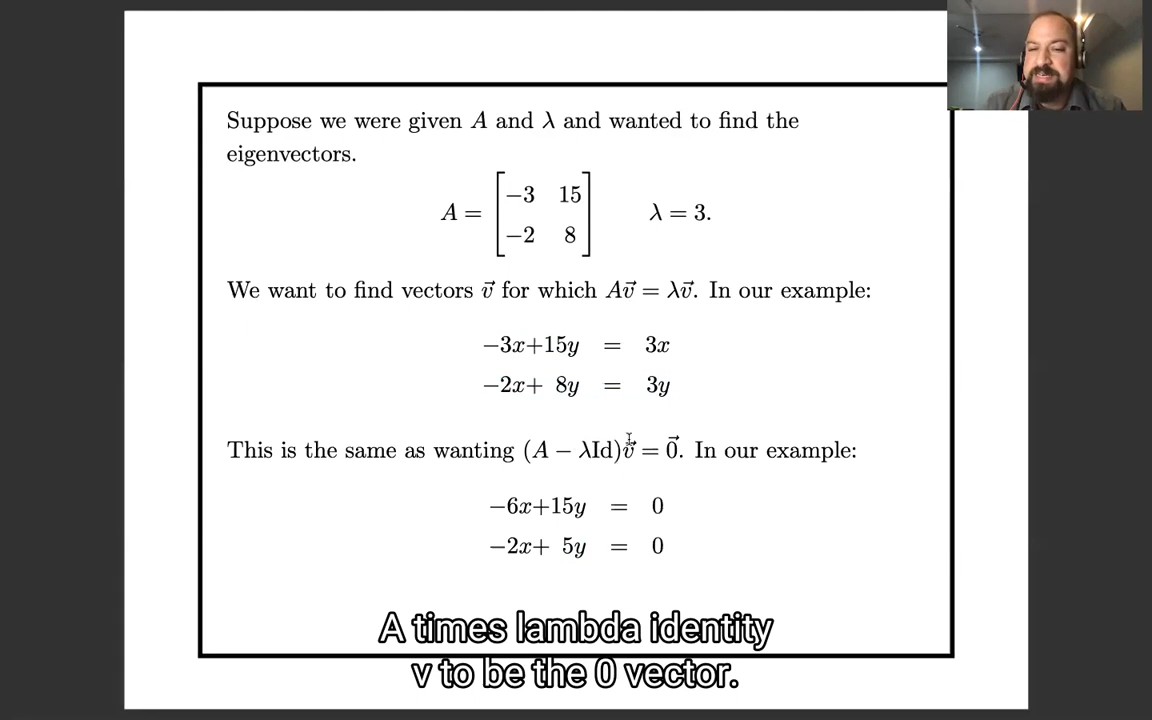 Suppose we were given A and λ and wanted to find the
eigenvectors.
A = [−3 15
−2 8] λ = 3.
We want to find vectors v⃗ for which Av⃗ = λv⃗. In our example:
−3x+15y = 3x
−2x+ 8y = 3y
This is the same as wanting (A − λId)v⃗ = 0⃗. In our example:
−6x+15y = 0
−2x+ 5y = 0
A times lambda identity
v to be the 0 vector.